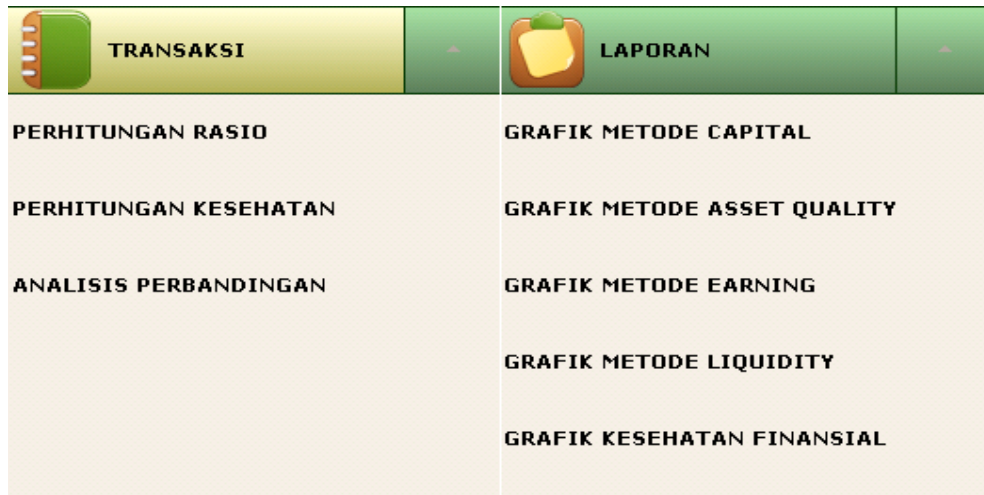 TRANSAKSI
PERHITUNGAN RASIO
PERHITUNGAN KESEHATAN
ANALISIS PERBANDINGAN
LAPORAN
GRAFIK METODE CAPITAL
GRAFIK METODE ASSET QUALITY
GRAFIK METODE EARNING
GRAFIK METODE LIQUIDITY
GRAFIK KESEHATAN FINANSIAL